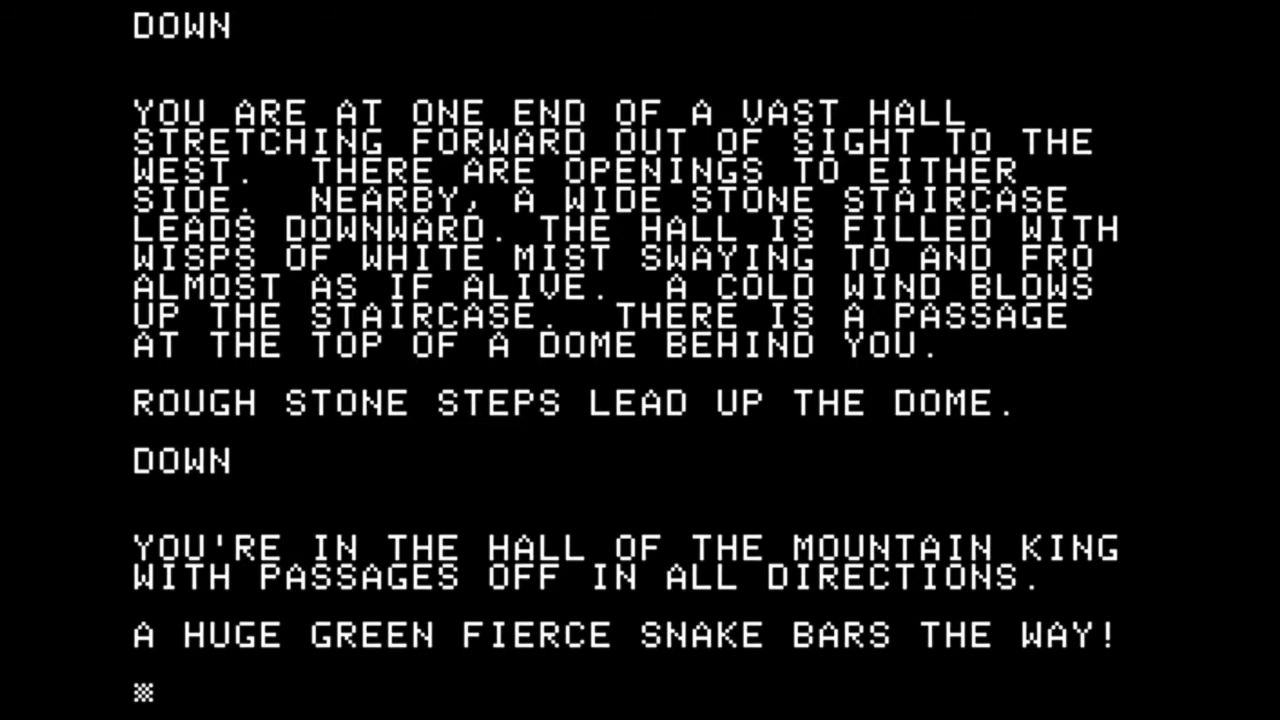 DOWN
YOU ARE AT ONE END OF A VAST HALL
STRETCHING FORWARD OUT OF SIGHT TO THE
WEST.  THERE ARE OPENINGS TO EITHER
SIDE.  NEARBY, A WIDE STONE STAIRCASE
LEADS DOWNWARD. THE HALL IS FILLED WITH
WISPS OF WHITE MIST SWAYING TO AND FRO
ALMOST AS IF ALIVE.  A COLD WIND BLOWS
UP THE STAIRCASE.  THERE IS A PASSAGE
AT THE TOP OF A DOME BEHIND YOU.
ROUGH STONE STEPS LEAD UP THE DOME.
DOWN
YOU'RE IN THE HALL OF THE MOUNTAIN KING
WITH PASSAGES OFF IN ALL DIRECTIONS.
A HUGE GREEN FIERCE SNAKE BARS THE WAY!